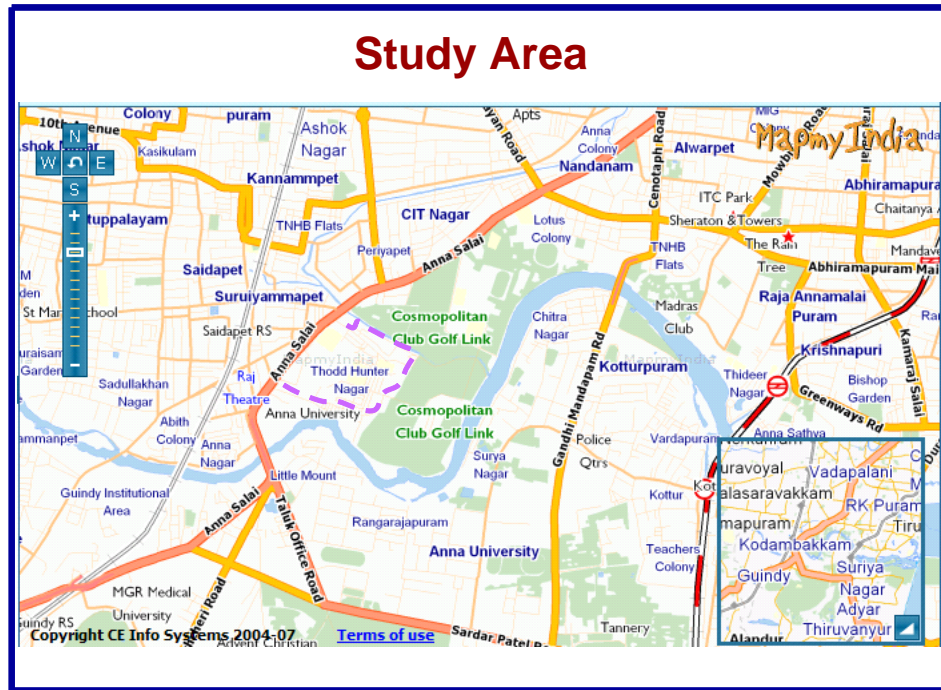 Study Area
Colony
puram
10th Avenue
Kasikulam
Ashok
Nagar
Kannammpet
TNHB Flats
CIT Nagar
Periyapet
Saidapet
Suruiyammapet
Saidapet RS
Apts
Anna
Colony
Nandanam
Lotus
Colony
Cenotaph Road
Alwarpet
MapmyIndia
ITC Park
Sheraton & Towers
The Rain
Tree
Chaitanya
TNHB
Flats
Abhiramapuram
Raja Annamalai
Puram
Madras
Club
Krishnapuri
Kamaraj Salai
Bishop
Garden
Thideer
Nagar
Greenways Rd
Anna Salai
Anna Salai
Anna Salai
Cosmopolitan
Club Golf Link
Chitra
Nagar
Kotturpuram
MapmyIndia
MapmyIndia
Thodd Hunter
Nagar
Raj
Theatre
Anna University
Cosmopolitan
Club Golf Link
Gandhi Mandapam Rd
Police
Qtrs
Vardapuram
Anna Sathya
Sadullakhan
Nagar
Abith
Colony
Anna
Nagar
Little Mount
Surya
Nagar
Kottur
Guindy Institutional
Area
Rangarajapuram
Taluk Office Road
Anna University
Teachers
Colony
MGR Medical
University
Tannery
Sardar Patel
Advent Christian
Vadapalani
RK Puram
Kodambakkam
Guindy
Suriya
Nagar
Adyar
Thiruvanyur
Alandur
N
W E
S
+
-
Copyright CE Info Systems 2004-07 Terms of use